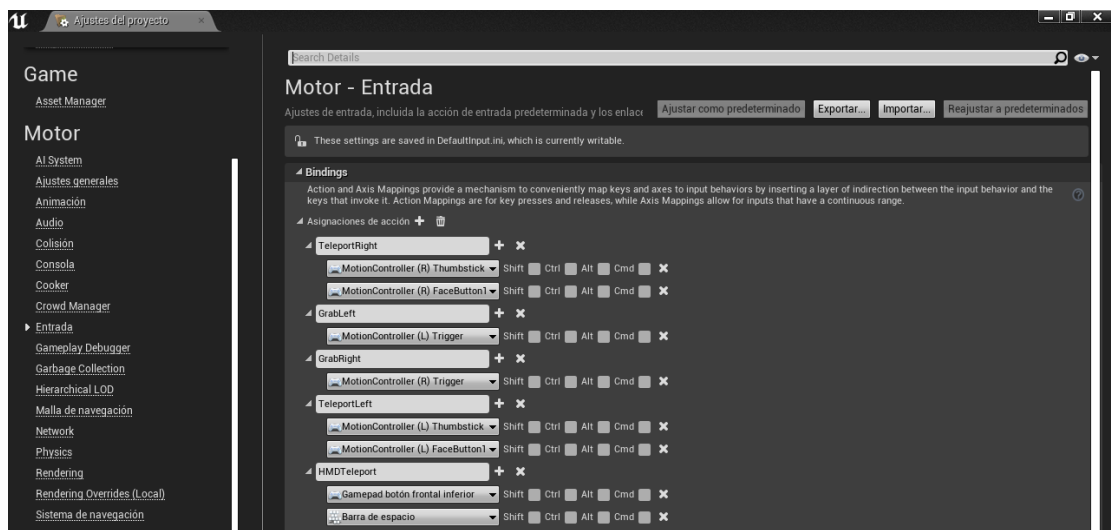 Ajustes del proyecto
Search Details
Game
Asset Manager
Motor
AI System
Ajustes generales
Animación
Audio
Colisión
Consola
Cooker
Crowd Manager
Entrada
Gameplay Debugger
Garbage Collection
Hierarchical LOD
Malla de navegación
Network
Physics
Rendering
Rendering Overrides (Local)
Sistema de navegación
Motor - Entrada
Ajustes de entrada, incluida la acción de entrada predeterminada y los enlace
Ajustar como predeterminado Exportar... Importar... Reajustar a predeterminados
These settings are saved in DefaultInput.ini, which is currently writable.
Bindings
Action and Axis Mappings provide a mechanism to conveniently map keys and axes to input behaviors by inserting a layer of indirection between the input behavior and the
keys that invoke it. Action Mappings are for key presses and releases, while Axis Mappings allow for inputs that have a continuous range.
Asignaciones de acción
TeleportRight
MotionController (R) Thumbstick Shift Ctrl Alt Cmd
MotionController (R) FaceButton1 Shift Ctrl Alt Cmd
GrabLeft
MotionController (L) Trigger Shift Ctrl Alt Cmd
GrabRight
MotionController (R) Trigger Shift Ctrl Alt Cmd
TeleportLeft
MotionController (L) Thumbstick Shift Ctrl Alt Cmd
MotionController (L) FaceButton1 Shift Ctrl Alt Cmd
HMDTeleport
Gamepad botón frontal inferior Shift Ctrl Alt Cmd
Barra de espacio Shift Ctrl Alt Cmd